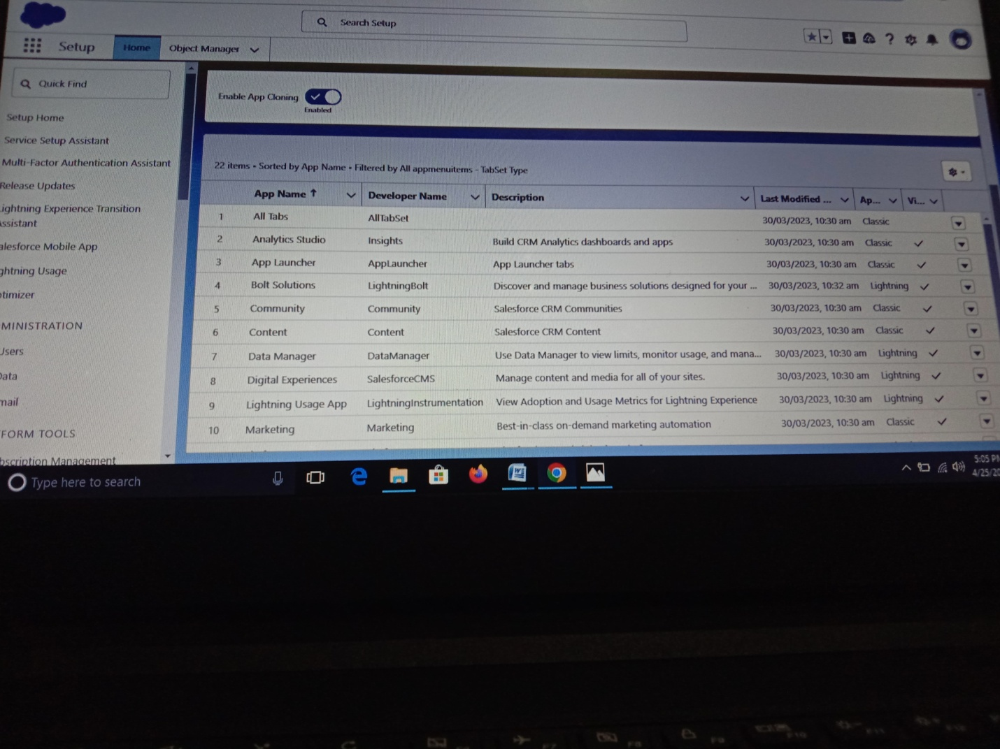 Search Setup
Setup Home Object Manager
Quick Find
Setup Home
Service Setup Assistant
Multi-Factor Authentication Assistant
Release Updates
ightning Experience Transition
ssistant
alesforce Mobile App
ghtning Usage
timizer
MINISTRATION
Users
Data
mail
FORM TOOLS
bscription Management
Enable App Cloning
Enabled
22 items • Sorted by App Name • Filtered by All appmenuitems - TabSet Type
App Name ↑ Developer Name Description Last Modified ... Ap... Vi...
1 All Tabs AllTabSet 30/03/2023, 10:30 am Classic
2 Analytics Studio Insights Build CRM Analytics dashboards and apps 30/03/2023, 10:30 am Classic
3 App Launcher AppLauncher App Launcher tabs 30/03/2023, 10:30 am Classic
4 Bolt Solutions LightningBolt Discover and manage business solutions designed for your ... 30/03/2023, 10:32 am Lightning
5 Community Community Salesforce CRM Communities 30/03/2023, 10:30 am Classic
6 Content Content Salesforce CRM Content 30/03/2023, 10:30 am Classic
7 Data Manager DataManager Use Data Manager to view limits, monitor usage, and mana... 30/03/2023, 10:30 am Lightning
8 Digital Experiences SalesforceCMS Manage content and media for all of your sites. 30/03/2023, 10:30 am Lightning
9 Lightning Usage App LightningInstrumentation View Adoption and Usage Metrics for Lightning Experience 30/03/2023, 10:30 am Lightning
10 Marketing Marketing Best-in-class on-demand marketing automation 30/03/2023, 10:30 am Classic
Type here to search
5:05 PM
4/25/20